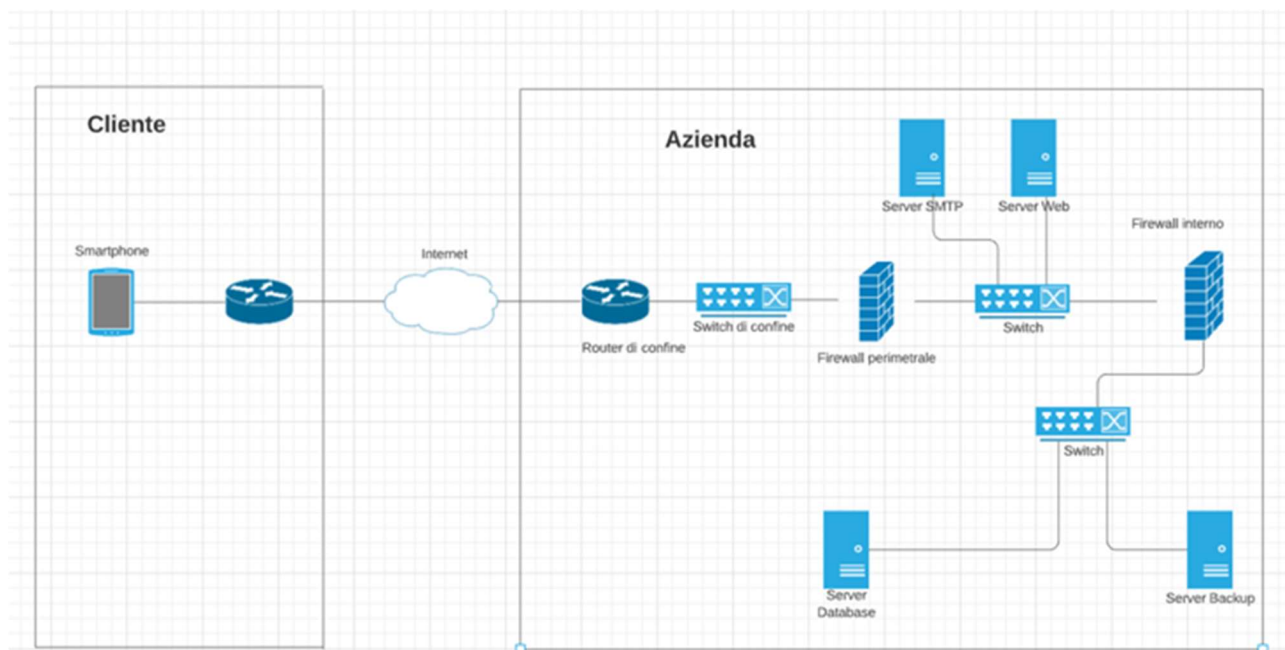 Cliente
Azienda
Server SMTP
Server Web
Firewall interno
Smartphone
Internet
Switch di confine
Switch
Router di confine
Firewall perimetrale
Switch
Server
Database
Server Backup